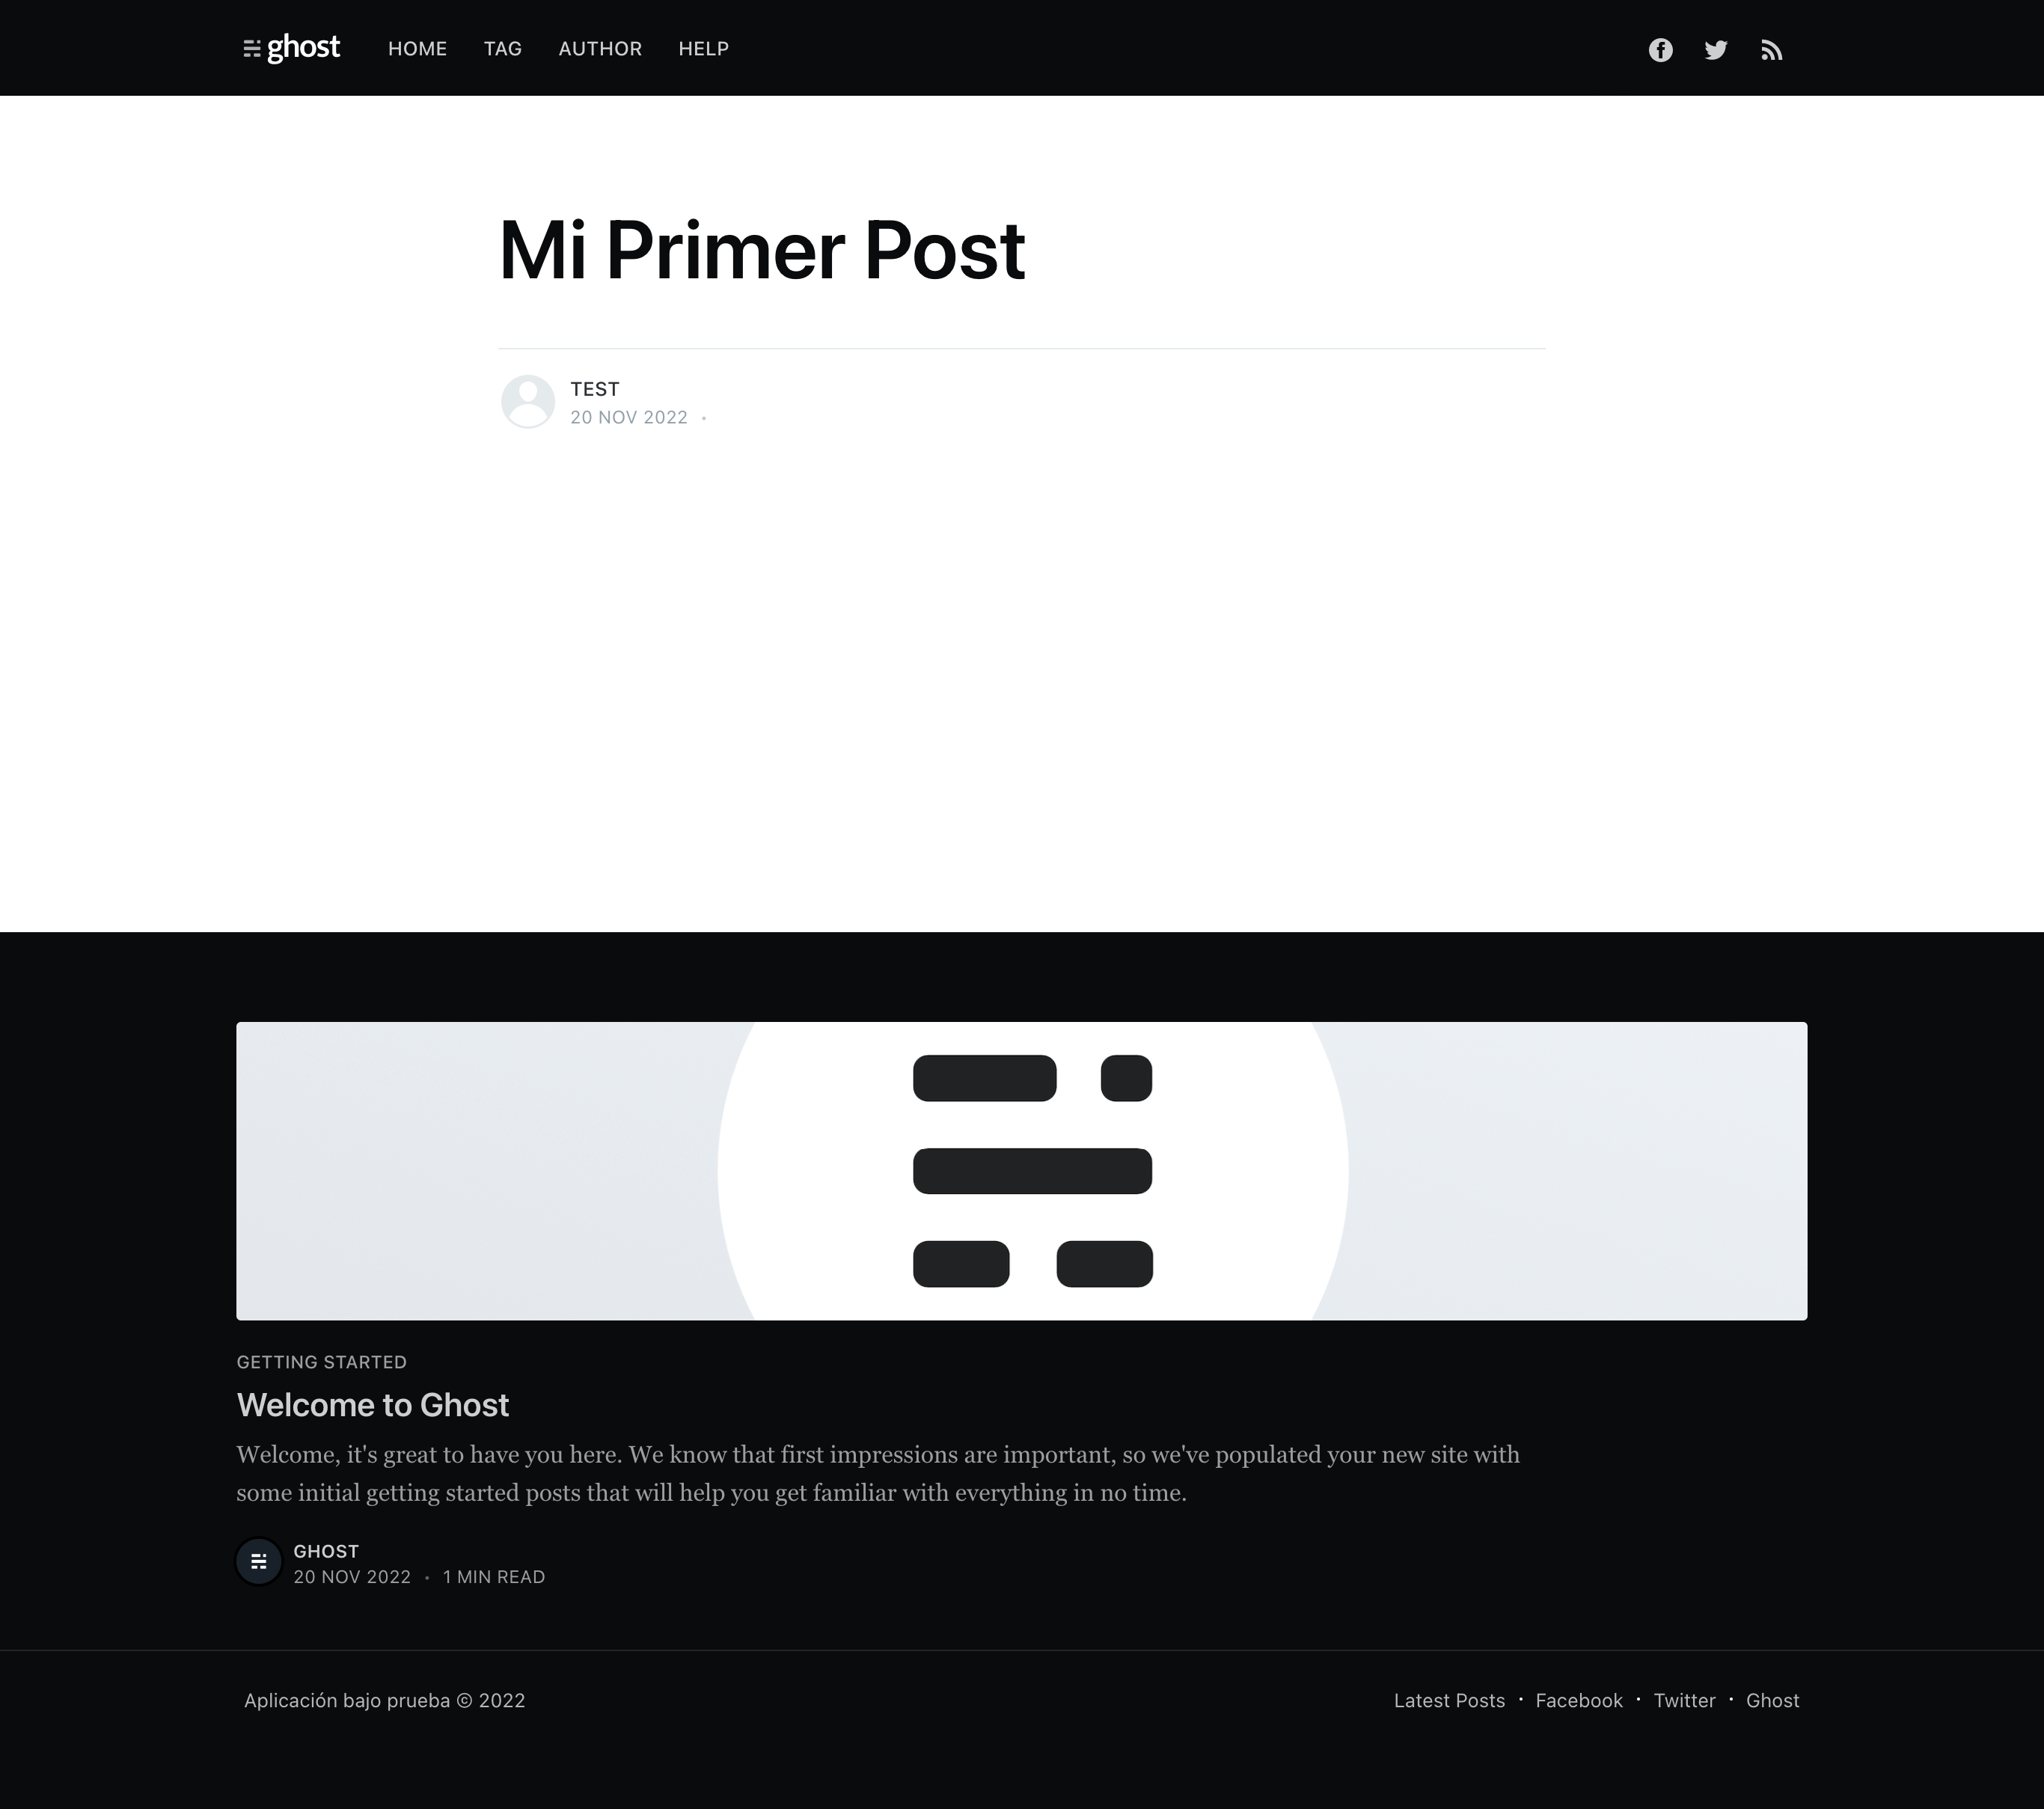 ghost HOME TAG AUTHOR HELP
Mi Primer Post
TEST
20 NOV 2022 •
GETTING STARTED
Welcome to Ghost
Welcome, it's great to have you here. We know that first impressions are important, so we've populated your new site with
some initial getting started posts that will help you get familiar with everything in no time.
GHOST
20 NOV 2022 • 1 MIN READ
Aplicación bajo prueba © 2022 Latest Posts • Facebook • Twitter • Ghost